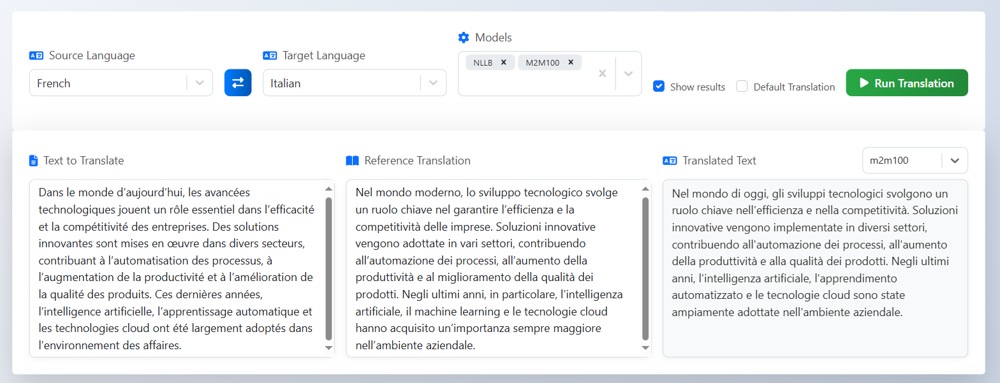 Source Language
French
Target Language
Italian
Models
NLLB
M2M100
Show results
Default Translation
Run Translation
Text to Translate
Dans le monde d’aujourd’hui, les avancées
technologiques jouent un rôle essentiel dans l’efficacité
et la compétitivité des entreprises. Des solutions
innovantes sont mises en œuvre dans divers secteurs,
contribuant à l’automatisation des processus, à
l’augmentation de la productivité et à l’amélioration de
la qualité des produits. Ces dernières années,
l’intelligence artificielle, l’apprentissage automatique et
les technologies cloud ont été largement adoptés dans
l’environnement des affaires.
Reference Translation
Nel mondo moderno, lo sviluppo tecnologico svolge
un ruolo chiave nel garantire l’efficienza e la
competitività delle imprese. Soluzioni innovative
vengono adottate in vari settori, contribuendo
all’automazione dei processi, all’aumento della
produttività e al miglioramento della qualità dei
prodotti. Negli ultimi anni, in particolare, l’intelligenza
artificiale, il machine learning e le tecnologie cloud
hanno acquisito un’importanza sempre maggiore
nell’ambiente aziendale.
Translated Text
m2m100
Nel mondo di oggi, gli sviluppi tecnologici svolgono un
ruolo chiave nell'efficienza e nella competitività. Soluzioni
innovative vengono implementate in diversi settori,
contribuendo all'automazione dei processi, all'aumento
della produttività e alla qualità dei prodotti. Negli ultimi
anni, l'intelligenza artificiale, l'apprendimento
automatizzato e le tecnologie cloud sono state
ampiamente adottate nell'ambiente aziendale.